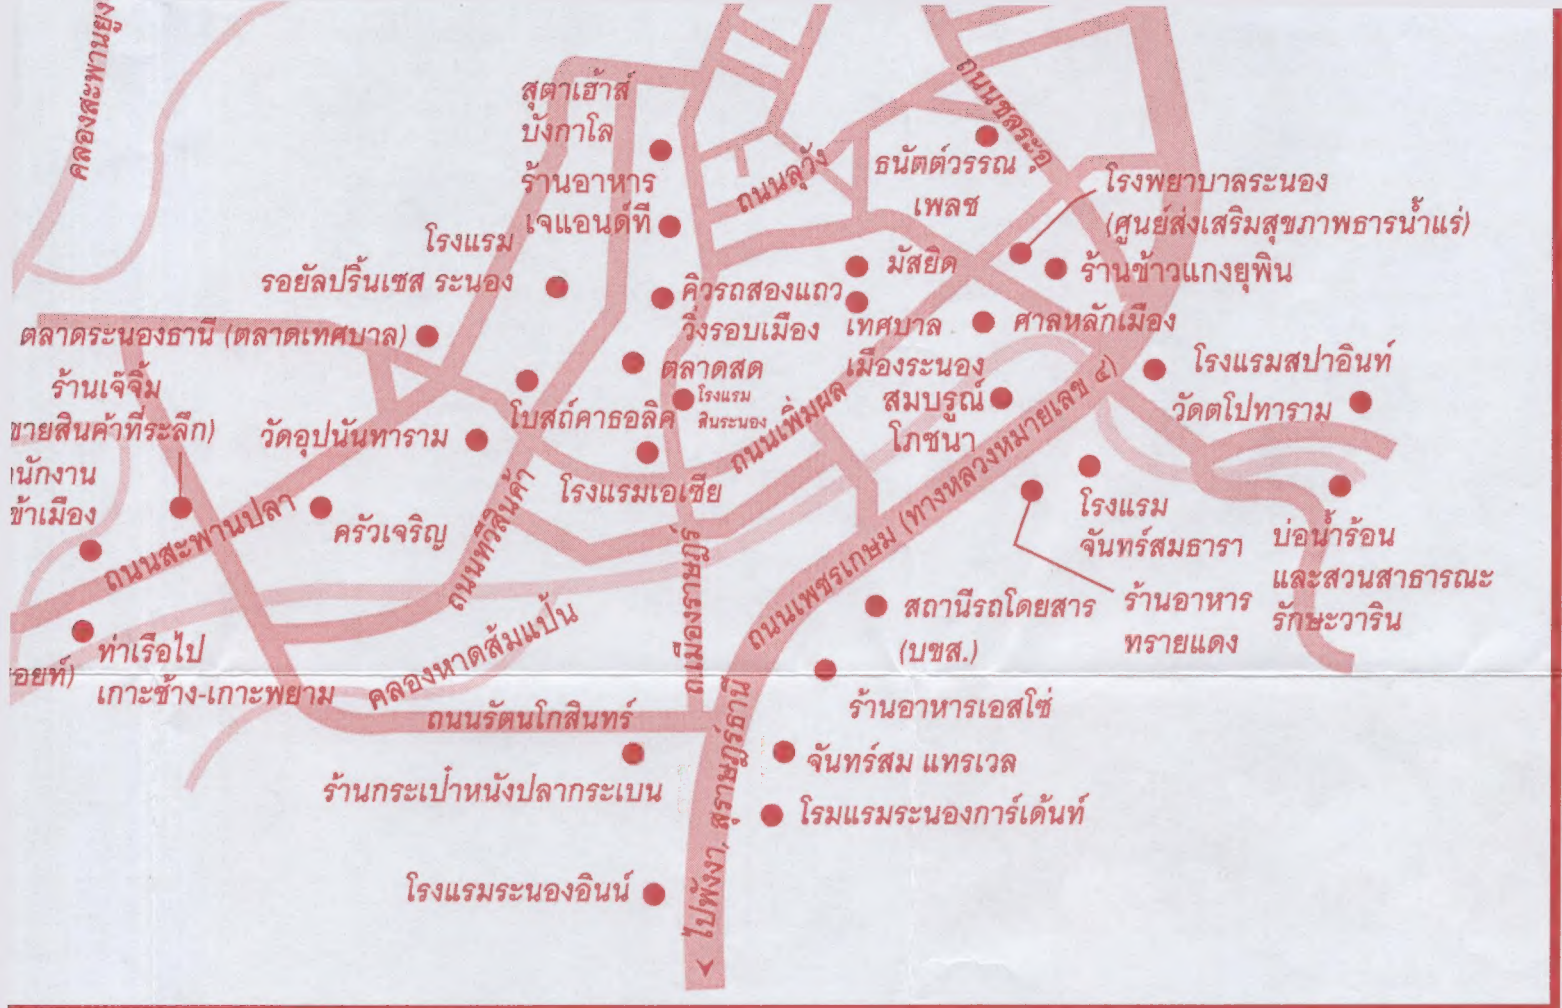 คลองสะพานยูง
สุตาเฮ้าส์
บังกาโล
ร้านอาหาร
เจแอนด์ที
ถนนชลระอุ
ถนนลุวัง
ธนัตต์วรรณ
เพลซ
โรงพยาบาลระนอง
(ศูนย์ส่งเสริมสุขภาพธารน้ำแร่)
โรงแรม
รอยัลปริ้นเซส ระนอง
คิวรถสองแถว
วิ่งรอบเมือง
มัสยิด
ร้านข้าวแกงยุพิน
ตลาดระนองธานี (ตลาดเทศบาล)
เทศบาล
เมืองระนอง
ศาลหลักเมือง
ร้านเจ๊จิ้ม
ขายสินค้าที่ระลึก)
ตลาดสด
โรงแรม
สินระนอง
โรงแรมสปาอินท์
วัดตโปทาราม
โบสถ์คาธอลิค
วัดอุปนันทาราม
สมบรูณ์
โภชนา
ถนนเพิ่มผล
นักงาน
ข้าเมือง
โรงแรมเอเซีย
ครัวเจริญ
ถนนสะพานปลา
ถนนทวีสินค้า
ถ.เมืองราษฎร์
ถนนเพชรเกษม (ทางหลวงหมายเลข ๔)
โรงแรม
จันทร์สมธารา
บ่อน้ำร้อน
และสวนสาธารณะ
รักษะวาริน
ร้านอาหาร
ทรายแดง
สถานีรถโดยสาร
(บขส.)
ท่าเรือไป
เกาะช้าง-เกาะพยาม
อยท์)
คลองหาดส้มแป้น
ถนนรัตนโกสินทร์
ร้านอาหารเอสโซ่
จันทร์สม แทรเวล
ร้านกระเป๋าหนังปลากระเบน
โรมแรมระนองการ์เด้นท์
โรงแรมระนองอินน์
ไปพังงา, สุราษฎร์ธานี